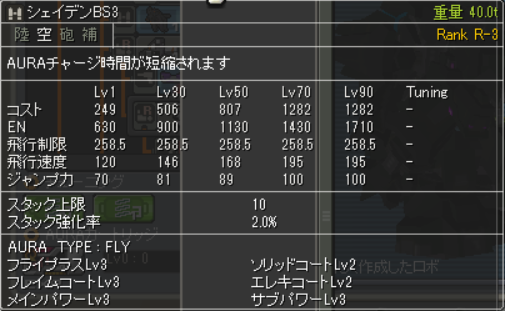 シェイデンBS3 重量 40.0t
陸 空 砲 補 Rank R-3
AURAチャージ時間が短縮されます
Lv1 Lv30 Lv50 Lv70 Lv90 Tuning
コスト 249 506 807 1282 1282 -
EN 630 900 1130 1430 1710 -
飛行制限 258.5 258.5 258.5 258.5 258.5 -
飛行速度 120 146 168 195 195 -
ジャンプ力 70 81 89 100 100 -
スタック上限 10
スタック強化率 2.0%
AURA TYPE : FLY
フライプラスLv3 ソリッドコートLv2
フレイムコートLv3 エレキコートLv2
メインパワーLv3 サブパワーLv3
作成したロボ